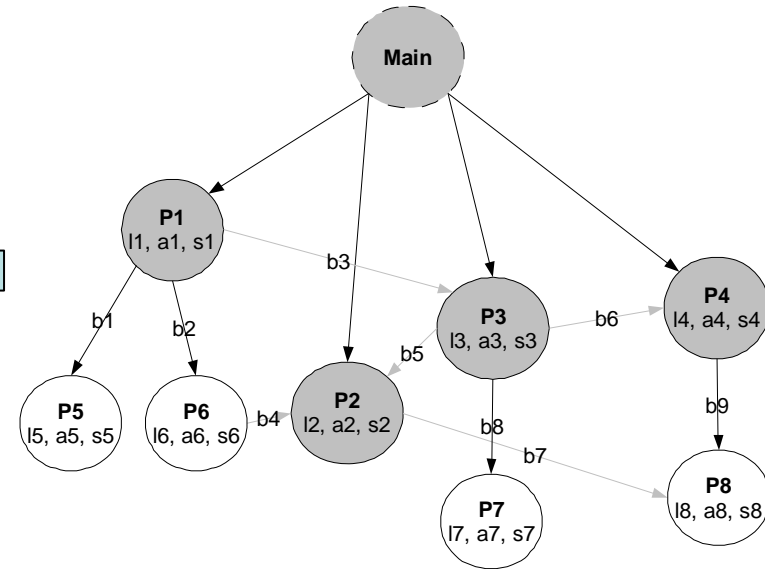 Main
P1
l1, a1, s1
b3
P4
l4, a4, s4
P3
l3, a3, s3
b1
b2
b6
b5
P2
l2, a2, s2
P5
l5, a5, s5
P6
l6, a6, s6
b4
b8
b9
b7
P7
l7, a7, s7
P8
l8, a8, s8